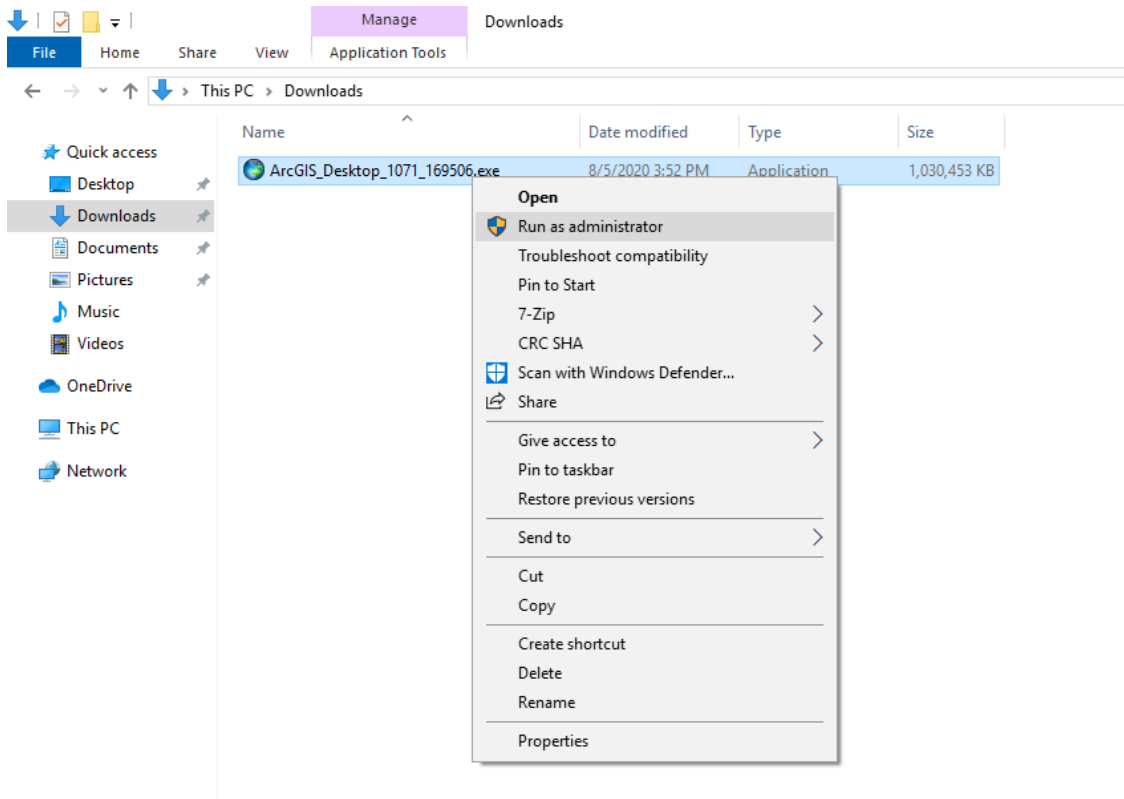 Manage Downloads
File Home Share View Application Tools
This PC > Downloads
Name Date modified Type Size
Quick access
Desktop
Downloads
Documents
Pictures
Music
Videos
OneDrive
This PC
Network
ArcGIS_Desktop_1071_169506.exe 8/5/2020 3:52 PM Application 1,030,453 KB
Open
Run as administrator
Troubleshoot compatibility
Pin to Start
7-Zip
CRC SHA
Scan with Windows Defender...
Share
Give access to
Pin to taskbar
Restore previous versions
Send to
Cut
Copy
Create shortcut
Delete
Rename
Properties